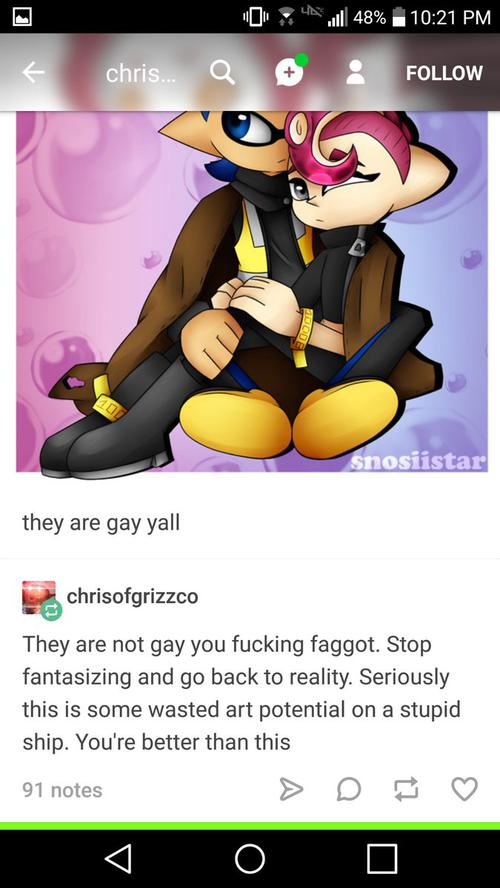 48% 10:21 PM
chris... FOLLOW
100
0001
snosiistar
they are gay yall
chrisofgrizzco
They are not gay you fucking faggot. Stop
fantasizing and go back to reality. Seriously
this is some wasted art potential on a stupid
ship. You're better than this
91 notes